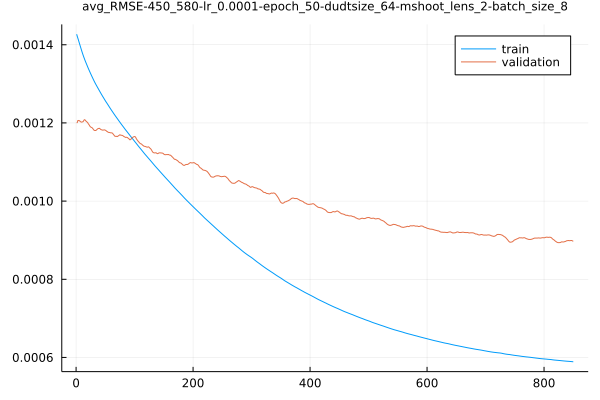 avg_RMSE-450_580-lr_0.0001-epoch_50-dudtsize_64-mshoot_lens_2-batch_size_8
train
validation
0.0014
0.0012
0.0010
0.0008
0.0006
0 200 400 600 800